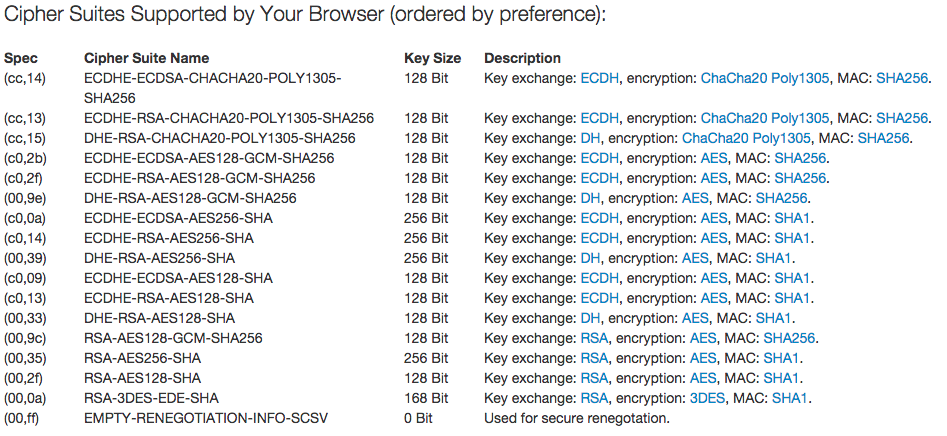 Cipher Suites Supported by Your Browser (ordered by preference):
Spec Cipher Suite Name Key Size Description
(cc,14) ECDHE-ECDSA-CHACHA20-POLY1305- 128 Bit Key exchange: ECDH, encryption: ChaCha20 Poly1305, MAC: SHA256.
SHA256
(cc,13) ECDHE-RSA-CHACHA20-POLY1305-SHA256 128 Bit Key exchange: ECDH, encryption: ChaCha20 Poly1305, MAC: SHA256.
(cc,15) DHE-RSA-CHACHA20-POLY1305-SHA256 128 Bit Key exchange: DH, encryption: ChaCha20 Poly1305, MAC: SHA256.
(c0,2b) ECDHE-ECDSA-AES128-GCM-SHA256 128 Bit Key exchange: ECDH, encryption: AES, MAC: SHA256.
(c0,2f) ECDHE-RSA-AES128-GCM-SHA256 128 Bit Key exchange: ECDH, encryption: AES, MAC: SHA256.
(00,9e) DHE-RSA-AES128-GCM-SHA256 128 Bit Key exchange: DH, encryption: AES, MAC: SHA256.
(c0,0a) ECDHE-ECDSA-AES256-SHA 256 Bit Key exchange: ECDH, encryption: AES, MAC: SHA1.
(c0,14) ECDHE-RSA-AES256-SHA 256 Bit Key exchange: ECDH, encryption: AES, MAC: SHA1.
(00,39) DHE-RSA-AES256-SHA 256 Bit Key exchange: DH, encryption: AES, MAC: SHA1.
(c0,09) ECDHE-ECDSA-AES128-SHA 128 Bit Key exchange: ECDH, encryption: AES, MAC: SHA1.
(c0,13) ECDHE-RSA-AES128-SHA 128 Bit Key exchange: ECDH, encryption: AES, MAC: SHA1.
(00,33) DHE-RSA-AES128-SHA 128 Bit Key exchange: DH, encryption: AES, MAC: SHA1.
(00,9c) RSA-AES128-GCM-SHA256 128 Bit Key exchange: RSA, encryption: AES, MAC: SHA256.
(00,35) RSA-AES256-SHA 256 Bit Key exchange: RSA, encryption: AES, MAC: SHA1.
(00,2f) RSA-AES128-SHA 128 Bit Key exchange: RSA, encryption: AES, MAC: SHA1.
(00,0a) RSA-3DES-EDE-SHA 168 Bit Key exchange: RSA, encryption: 3DES, MAC: SHA1.
(00,ff) EMPTY-RENEGOTIATION-INFO-SCSV 0 Bit Used for secure renegotation.